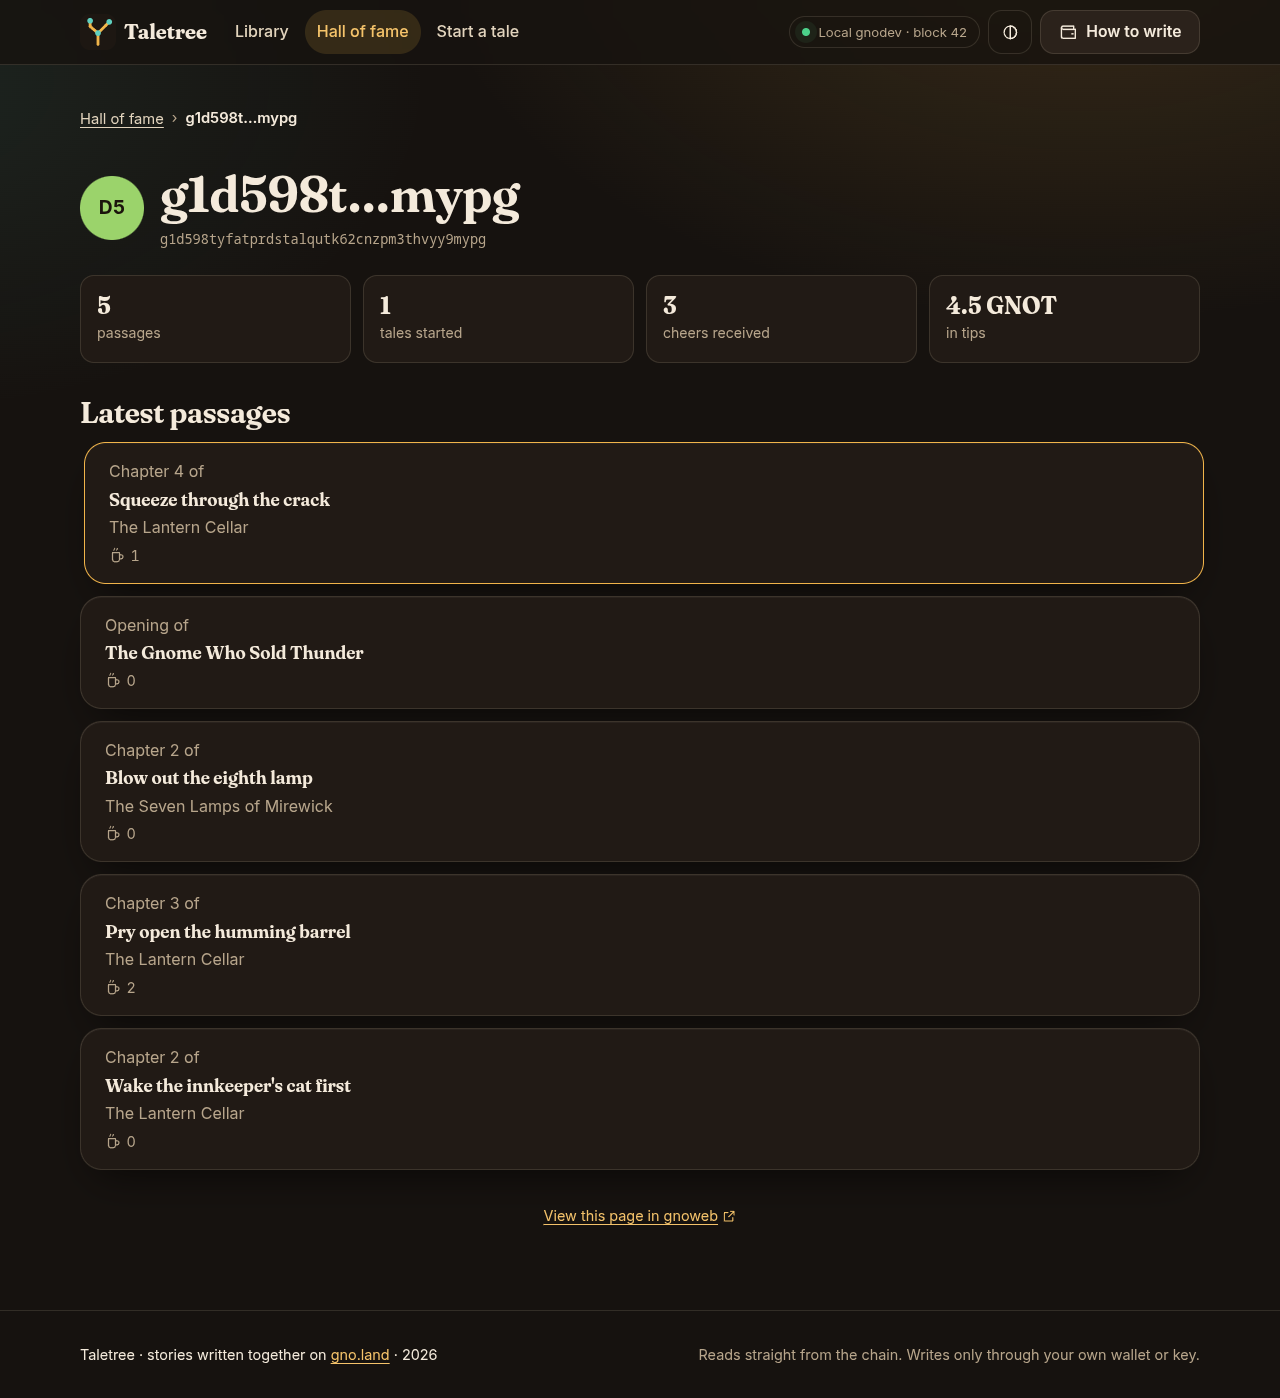 Taletree
Library
Hall of fame
Start a tale
Local gnodev · block 42
How to write
Hall of fame › g1d598t…mypg
D5
g1d598t…mypg
g1d598tyfatprdstalqutk62cnzpm3thvyy9mypg
5
passages
1
tales started
3
cheers received
4.5 GNOT
in tips
Latest passages
Chapter 4 of
Squeeze through the crack
The Lantern Cellar
1
Opening of
The Gnome Who Sold Thunder
0
Chapter 2 of
Blow out the eighth lamp
The Seven Lamps of Mirewick
0
Chapter 3 of
Pry open the humming barrel
The Lantern Cellar
2
Chapter 2 of
Wake the innkeeper's cat first
The Lantern Cellar
0
View this page in gnoweb
Taletree · stories written together on gno.land · 2026
Reads straight from the chain. Writes only through your own wallet or key.